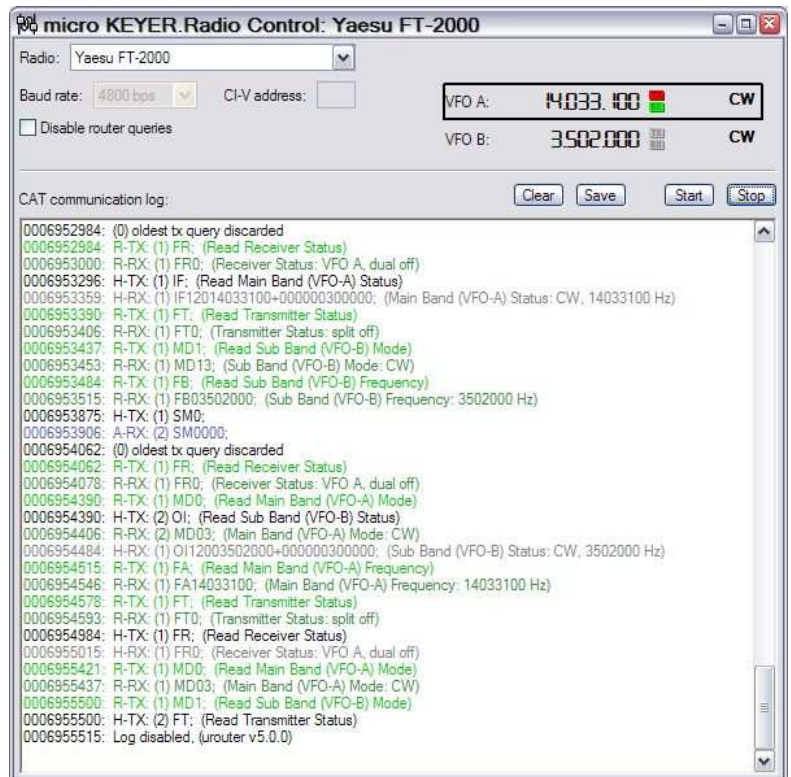 micro KEYER.Radio Control: Yaesu FT-2000
Radio: Yaesu FT-2000
Baud rate: 4800 bps CI-V address:
Disable router queries
VFO A: 14.033.100 CW
VFO B: 3.502.000 CW
CAT communication log: Clear Save Start Stop
0006952984: (0) oldest tx query discarded
0006952984: R-TX: (1) FR; (Read Receiver Status)
0006953000: R-RX: (1) FR0; (Receiver Status: VFO A, dual off)
0006953296: H-TX: (1) IF; (Read Main Band (VFO-A) Status)
0006953359: H-RX: (1) IF12014033100+000000300000; (Main Band (VFO-A) Status: CW, 14033100 Hz)
0006953390: R-TX: (1) FT; (Read Transmitter Status)
0006953406: R-RX: (1) FT0; (Transmitter Status: split off)
0006953437: R-TX: (1) MD1; (Read Sub Band (VFO-B) Mode)
0006953453: R-RX: (1) MD13; (Sub Band (VFO-B) Mode: CW)
0006953484: R-TX: (1) FB; (Read Sub Band (VFO-B) Frequency)
0006953515: R-RX: (1) FB03502000; (Sub Band (VFO-B) Frequency: 3502000 Hz)
0006953875: H-TX: (1) SM0;
0006953906: A-RX: (2) SM0000;
0006954062: (0) oldest tx query discarded
0006954062: R-TX: (1) FR; (Read Receiver Status)
0006954078: R-RX: (1) FR0; (Receiver Status: VFO A, dual off)
0006954390: R-TX: (1) MD0; (Read Main Band (VFO-A) Mode)
0006954390: H-TX: (2) OI; (Read Sub Band (VFO-B) Status)
0006954406: R-RX: (2) MD03; (Main Band (VFO-A) Mode: CW)
0006954484: H-RX: (1) OI12003502000+000000300000; (Sub Band (VFO-B) Status: CW, 3502000 Hz)
0006954515: R-TX: (1) FA; (Read Main Band (VFO-A) Frequency)
0006954546: R-RX: (1) FA14033100; (Main Band (VFO-A) Frequency: 14033100 Hz)
0006954578: R-TX: (1) FT; (Read Transmitter Status)
0006954593: R-RX: (1) FT0; (Transmitter Status: split off)
0006954984: H-TX: (1) FR; (Read Receiver Status)
0006955015: H-RX: (1) FR0; (Receiver Status: VFO A, dual off)
0006955421: R-TX: (1) MD0; (Read Main Band (VFO-A) Mode)
0006955437: R-RX: (1) MD03; (Main Band (VFO-A) Mode: CW)
0006955500: R-TX: (1) MD1; (Read Sub Band (VFO-B) Mode)
0006955500: H-TX: (2) FT; (Read Transmitter Status)
0006955515: Log disabled, (urouter v5.0.0)